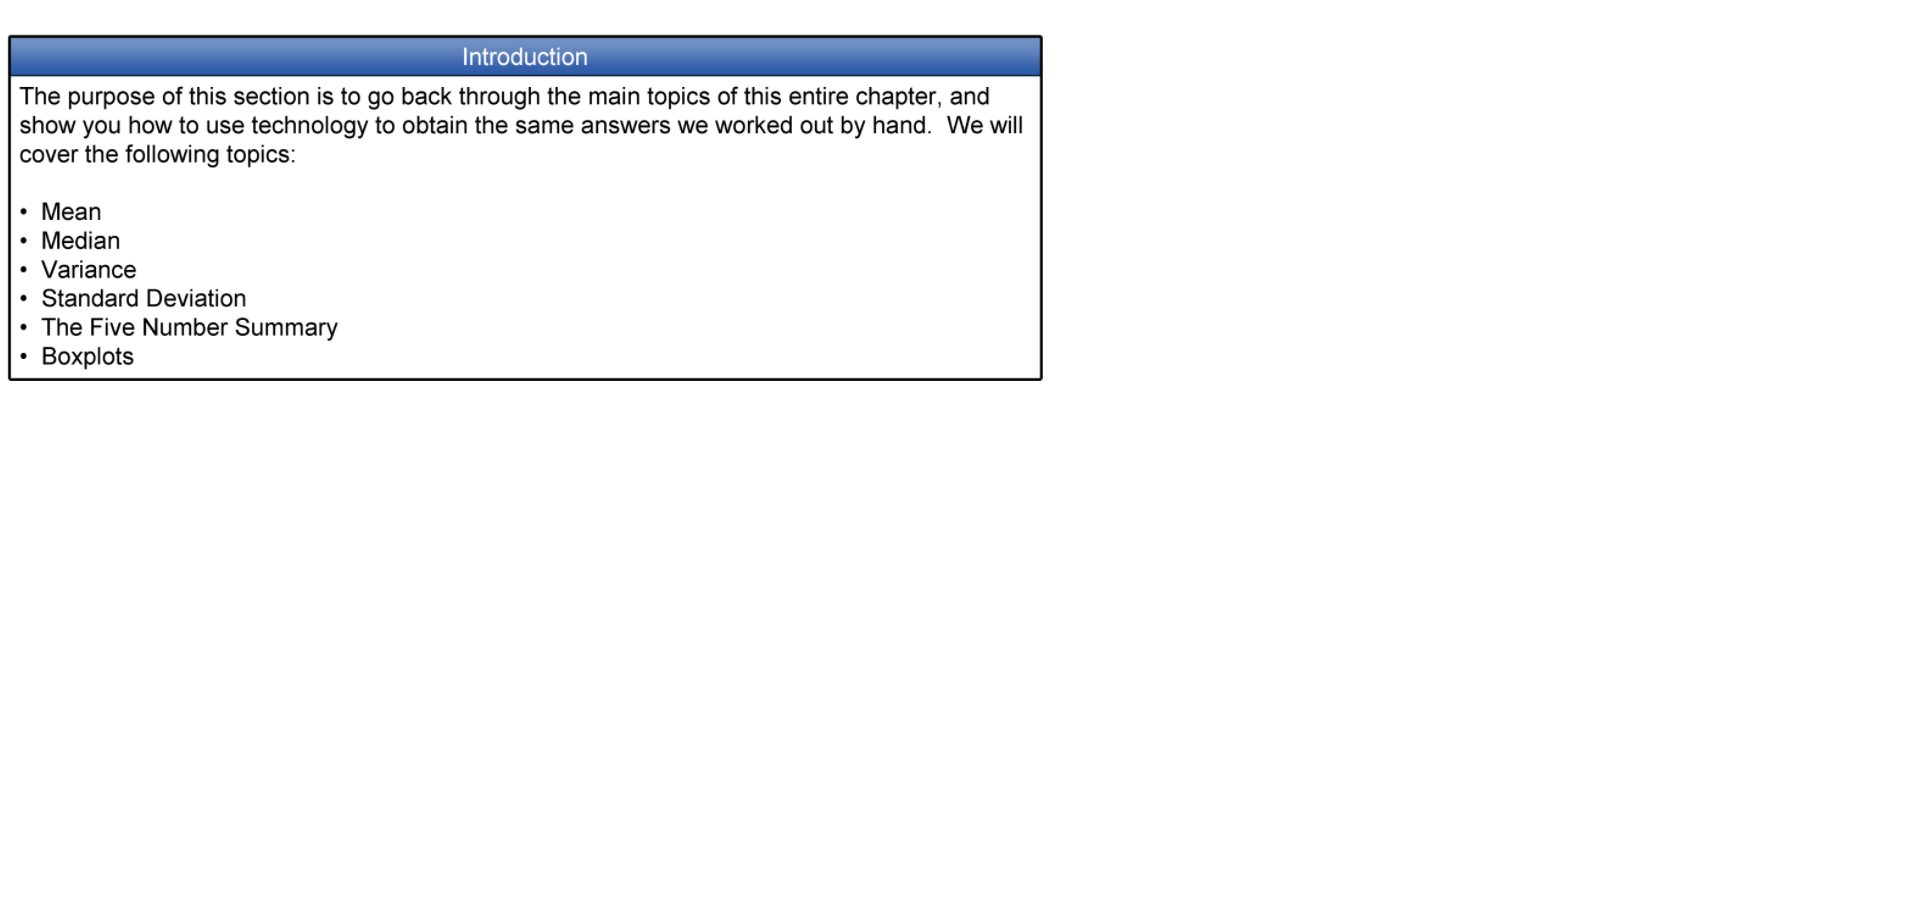 Introduction
The purpose of this section is to go back through the main topics of this entire chapter, and
show you how to use technology to obtain the same answers we worked out by hand.  We will
cover the following topics:
• Mean
• Median
• Variance
• Standard Deviation
• The Five Number Summary
• Boxplots